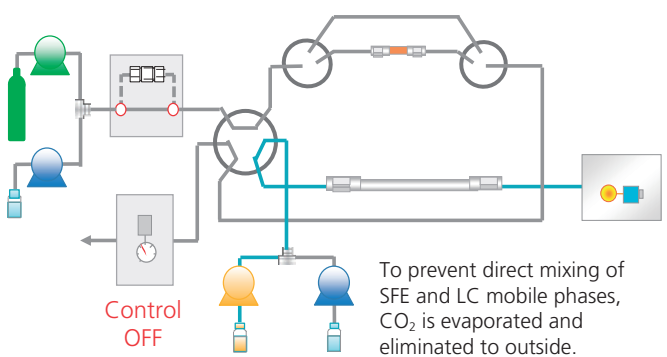 To prevent direct mixing of
SFE and LC mobile phases,
CO₂ is evaporated and
eliminated to outside.
Control
OFF